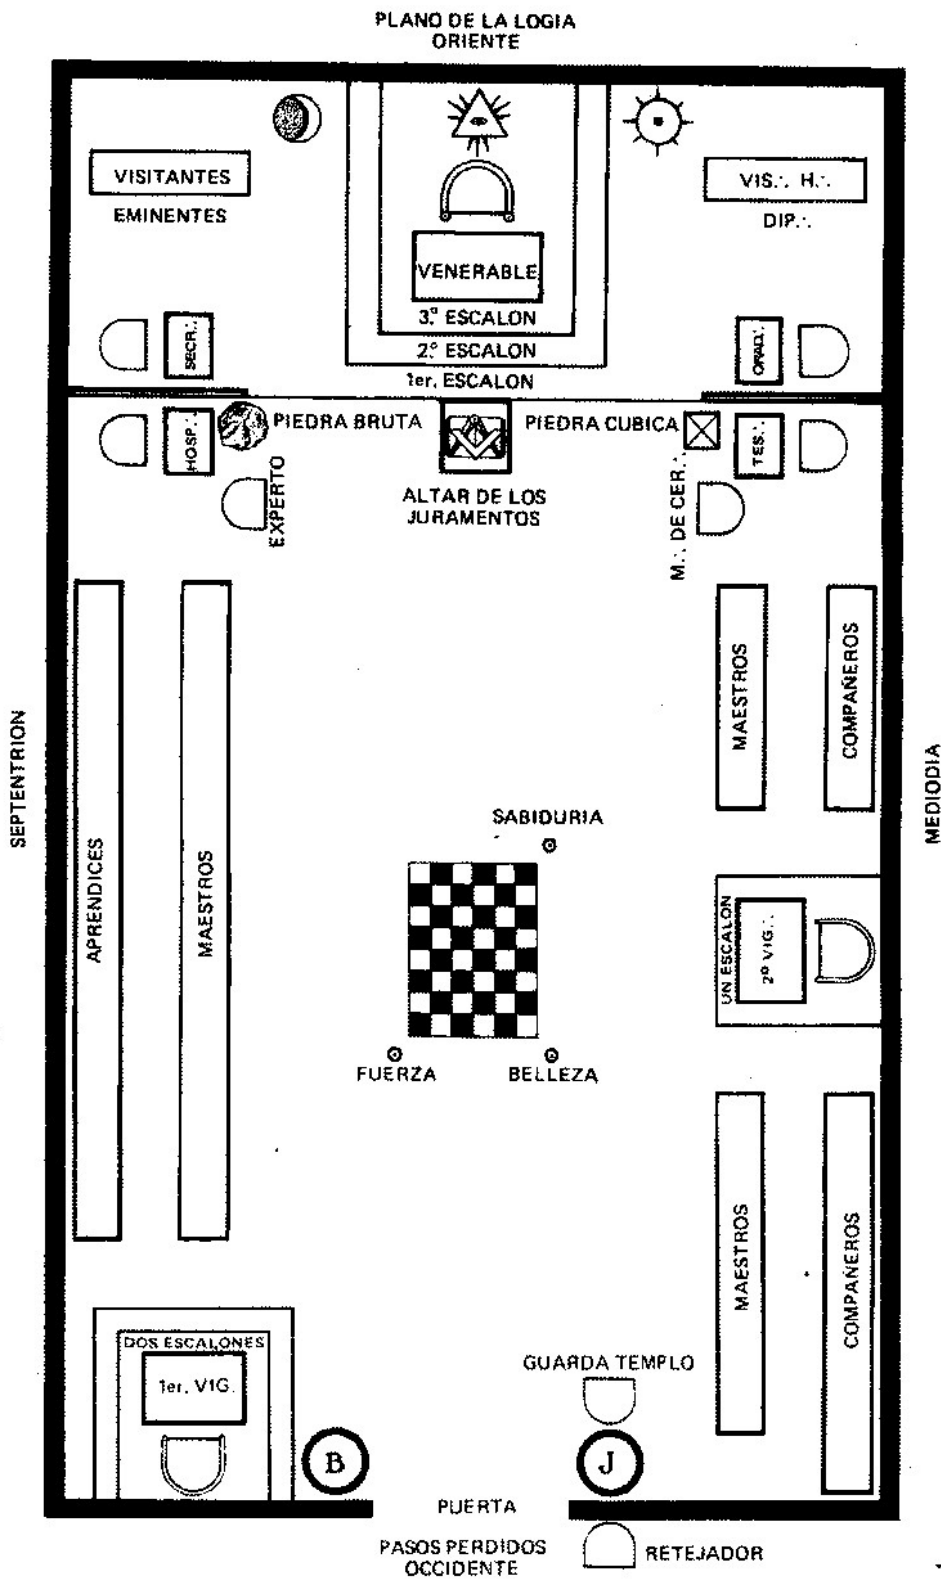 PLANO DE LA LOGIA
ORIENTE
VISITANTES
EMINENTES
VIS.∴ H.∴
DIP.∴
VENERABLE
3.º ESCALON
2.º ESCALON
1er. ESCALON
SECR.∴
ORAD.∴
HOSP.∴
PIEDRA BRUTA
PIEDRA CUBICA
TES.∴
EXPERTO
ALTAR DE LOS
JURAMENTOS
M.∴ DE CER.∴
SEPTENTRION
APRENDICES
MAESTROS
MAESTROS
COMPAÑEROS
MEDIODIA
SABIDURIA
UN ESCALON
2º VIG.∴
FUERZA
BELLEZA
MAESTROS
COMPAÑEROS
DOS ESCALONES
1er. VIG.
GUARDA TEMPLO
B
J
PUERTA
PASOS PERDIDOS
OCCIDENTE
RETEJADOR